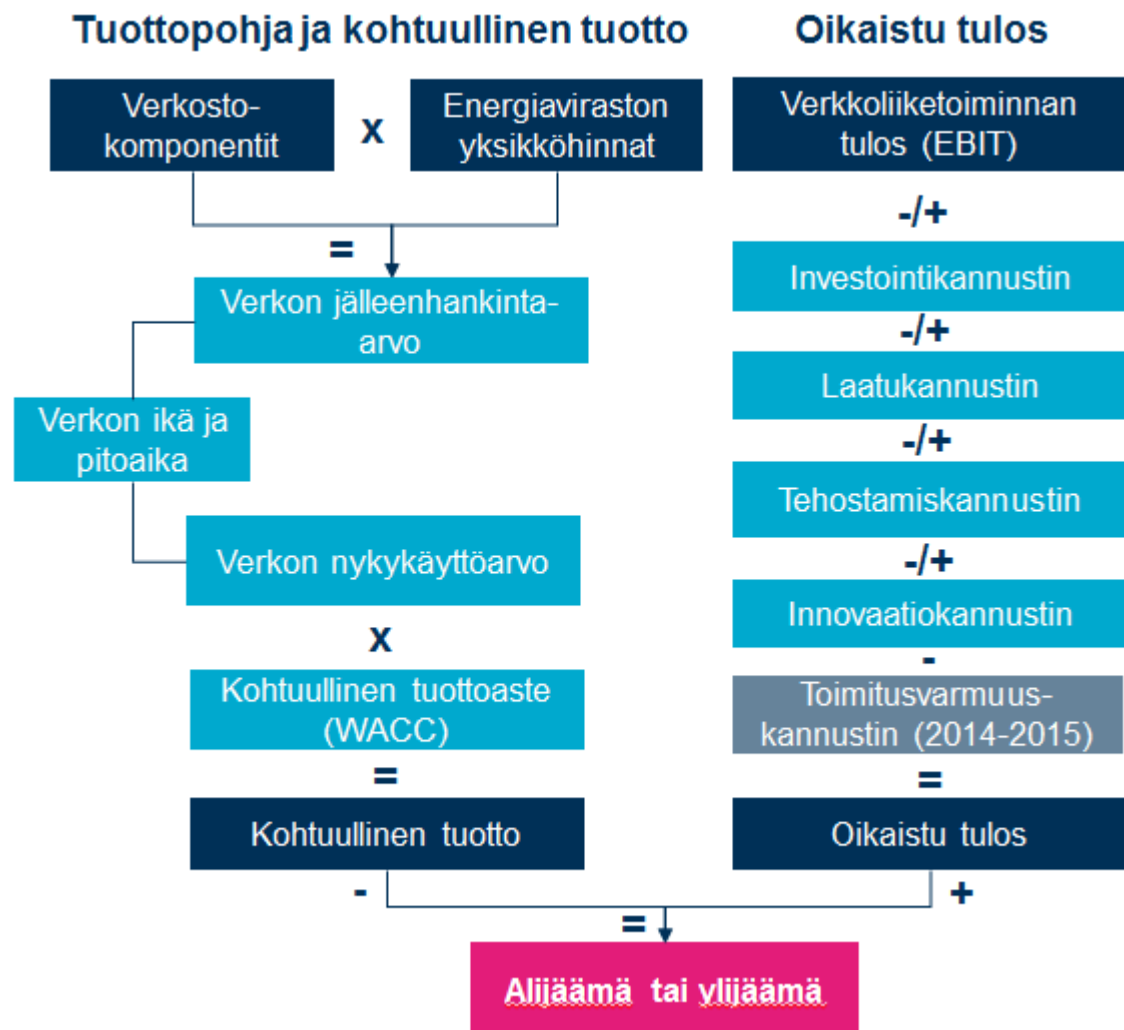 Tuottopohja ja kohtuullinen tuotto
Verkosto-
komponentit
x
Energiaviraston
yksikköhinnat
=
Verkon jälleenhankinta-
arvo
Verkon ikä ja
pitoaika
Verkon nykykäyttöarvo
x
Kohtuullinen tuottoaste
(WACC)
=
Kohtuullinen tuotto
-
Oikaistu tulos
Verkkoliiketoiminnan
tulos (EBIT)
-/+
Investointikannustin
-/+
Laatukannustin
-/+
Tehostamiskannustin
-/+
Innovaatiokannustin
-
Toimitusvarmuus-
kannustin (2014-2015)
=
Oikaistu tulos
+
=
Alijäämä tai ylijäämä